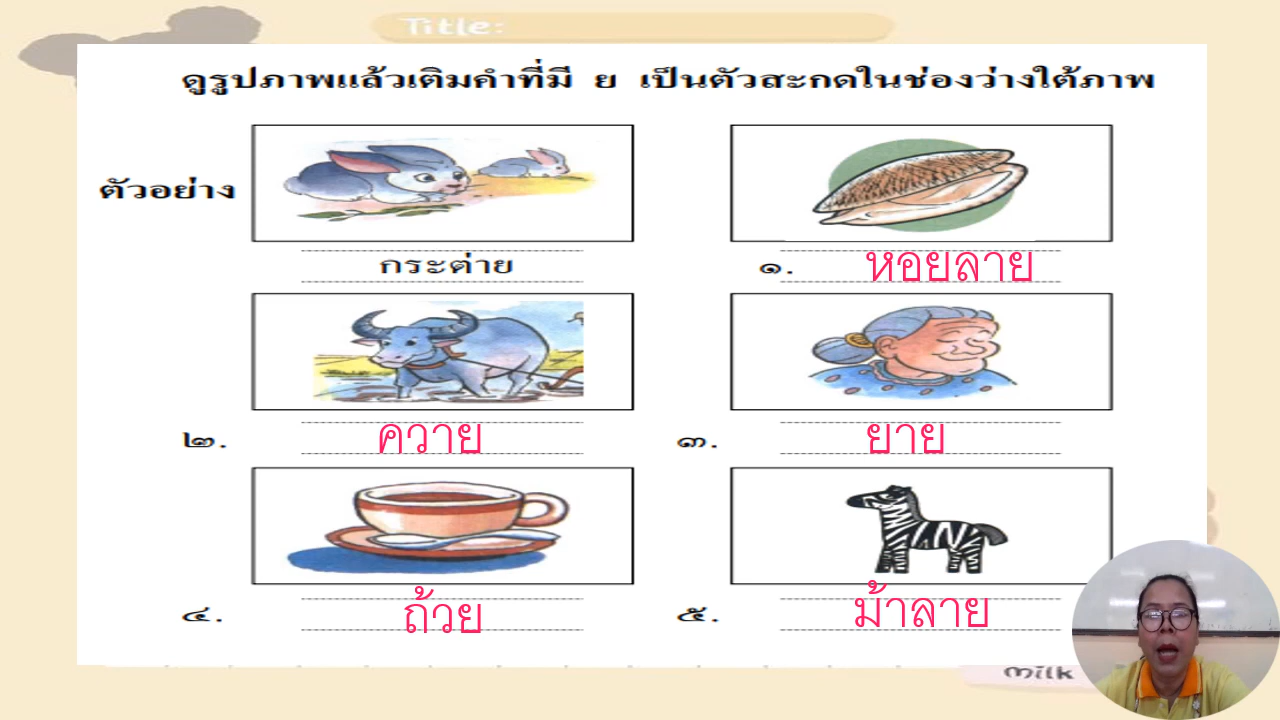 Title:
ดูรูปภาพแล้วเติมคำที่มี ย เป็นตัวสะกดในช่องว่างใต้ภาพ
ตัวอย่าง
กระต่าย
๑. หอยลาย
๒. ควาย
๓. ยาย
๔. ถ้วย
๕. ม้าลาย
milk